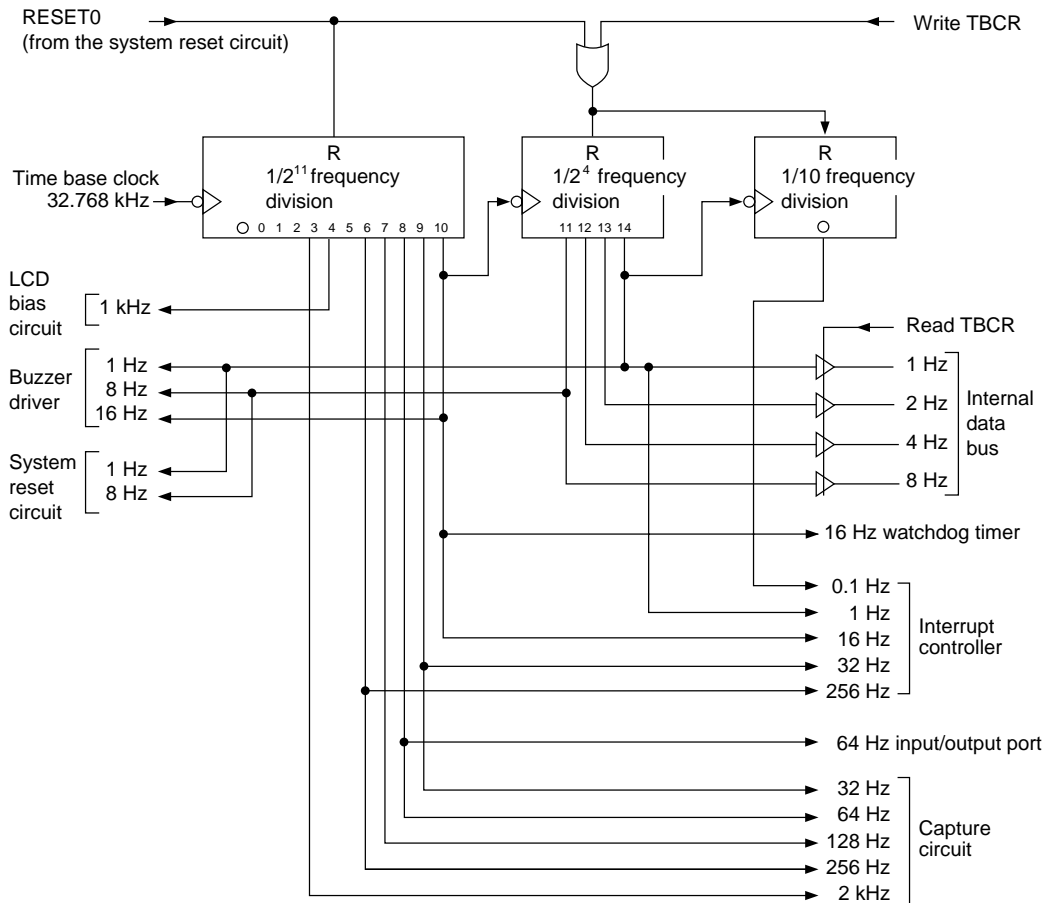 RESET0
(from the system reset circuit)
Write TBCR
R
1/2¹¹ frequency
division
R
1/2⁴ frequency
division
R
1/10 frequency
division
Time base clock
32.768 kHz
0 1 2 3 4 5 6 7 8 9 10
11 12 13 14
LCD
bias
circuit
1 kHz
Read TBCR
Buzzer
driver
1 Hz
8 Hz
16 Hz
1 Hz
2 Hz
4 Hz
8 Hz
Internal
data
bus
System
reset
circuit
1 Hz
8 Hz
16 Hz watchdog timer
0.1 Hz
1 Hz
16 Hz
32 Hz
256 Hz
Interrupt
controller
64 Hz input/output port
32 Hz
64 Hz
128 Hz
256 Hz
2 kHz
Capture
circuit